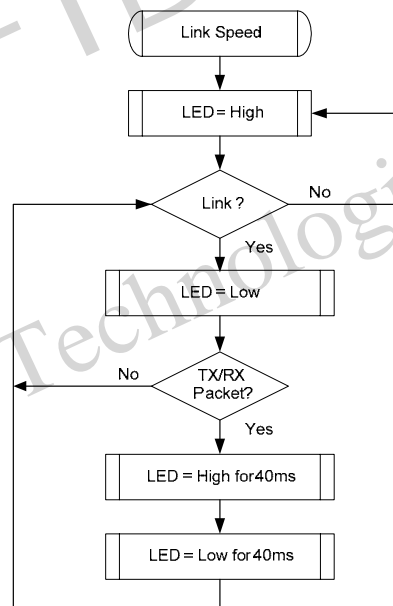 Link Speed
LED = High
Link ?
No
Yes
LED = Low
TX/RX
Packet?
No
Yes
LED = High for 40ms
LED = Low for 40ms
Technologi